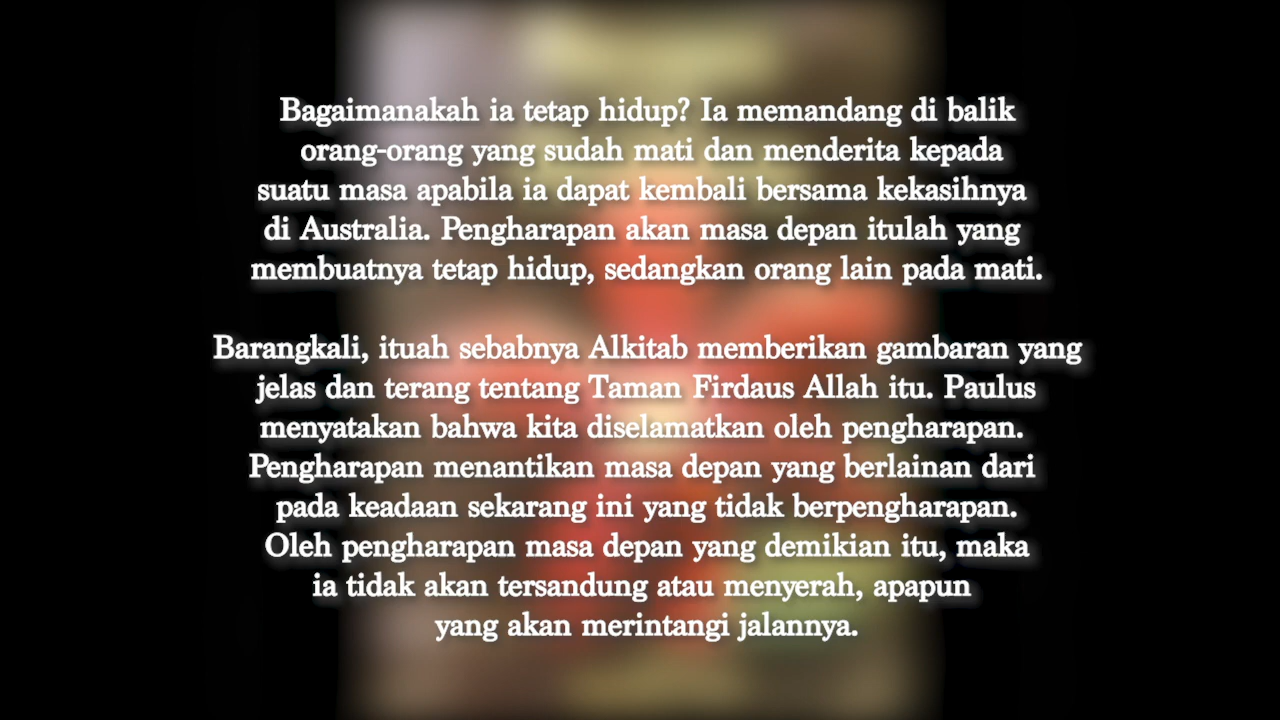 Bagaimanakah ia tetap hidup? Ia memandang di balik
orang-orang yang sudah mati dan menderita kepada
suatu masa apabila ia dapat kembali bersama kekasihnya
di Australia. Pengharapan akan masa depan itulah yang
membuatnya tetap hidup, sedangkan orang lain pada mati.
Barangkali, ituah sebabnya Alkitab memberikan gambaran yang
jelas dan terang tentang Taman Firdaus Allah itu. Paulus
menyatakan bahwa kita diselamatkan oleh pengharapan.
Pengharapan menantikan masa depan yang berlainan dari
pada keadaan sekarang ini yang tidak berpengharapan.
Oleh pengharapan masa depan yang demikian itu, maka
ia tidak akan tersandung atau menyerah, apapun
yang akan merintangi jalannya.